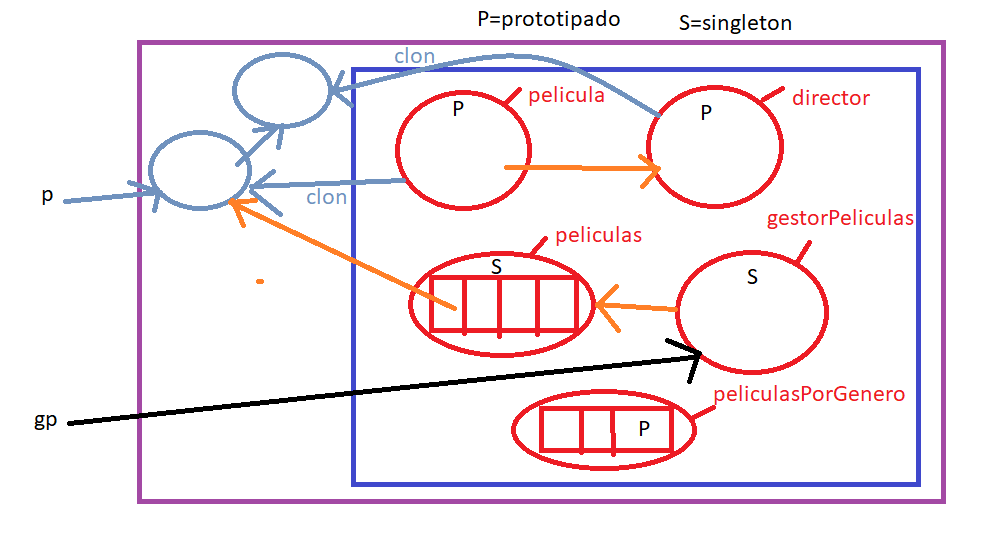 P=prototipado
S=singleton
clon
P
pelicula
P
director
p
clon
gestorPeliculas
peliculas
S
S
peliculasPorGenero
gp
P